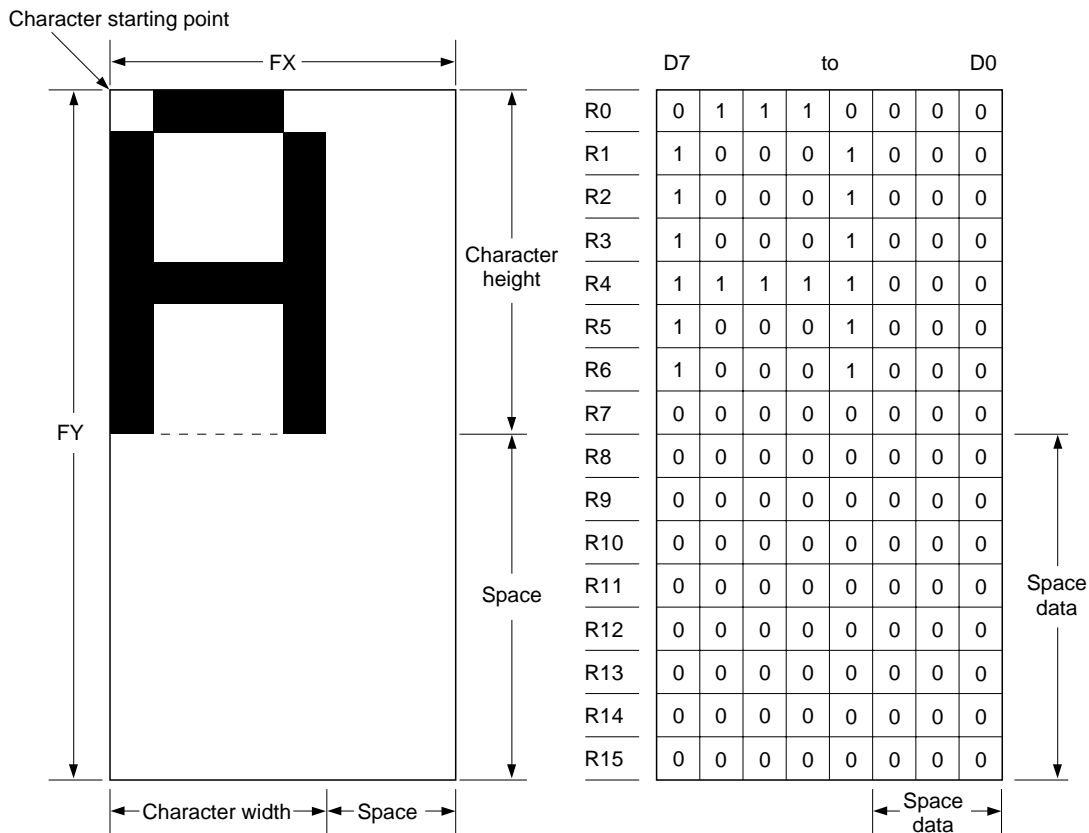 Character starting point
FX
D7 to D0
R0 0 1 1 1 0 0 0 0
R1 1 0 0 0 1 0 0 0
R2 1 0 0 0 1 0 0 0
R3 1 0 0 0 1 0 0 0
Character
height
R4 1 1 1 1 1 0 0 0
R5 1 0 0 0 1 0 0 0
R6 1 0 0 0 1 0 0 0
FY
R7 0 0 0 0 0 0 0 0
R8 0 0 0 0 0 0 0 0
R9 0 0 0 0 0 0 0 0
R10 0 0 0 0 0 0 0 0
Space
R11 0 0 0 0 0 0 0 0
Space
data
R12 0 0 0 0 0 0 0 0
R13 0 0 0 0 0 0 0 0
R14 0 0 0 0 0 0 0 0
R15 0 0 0 0 0 0 0 0
Character width
Space
Space
data